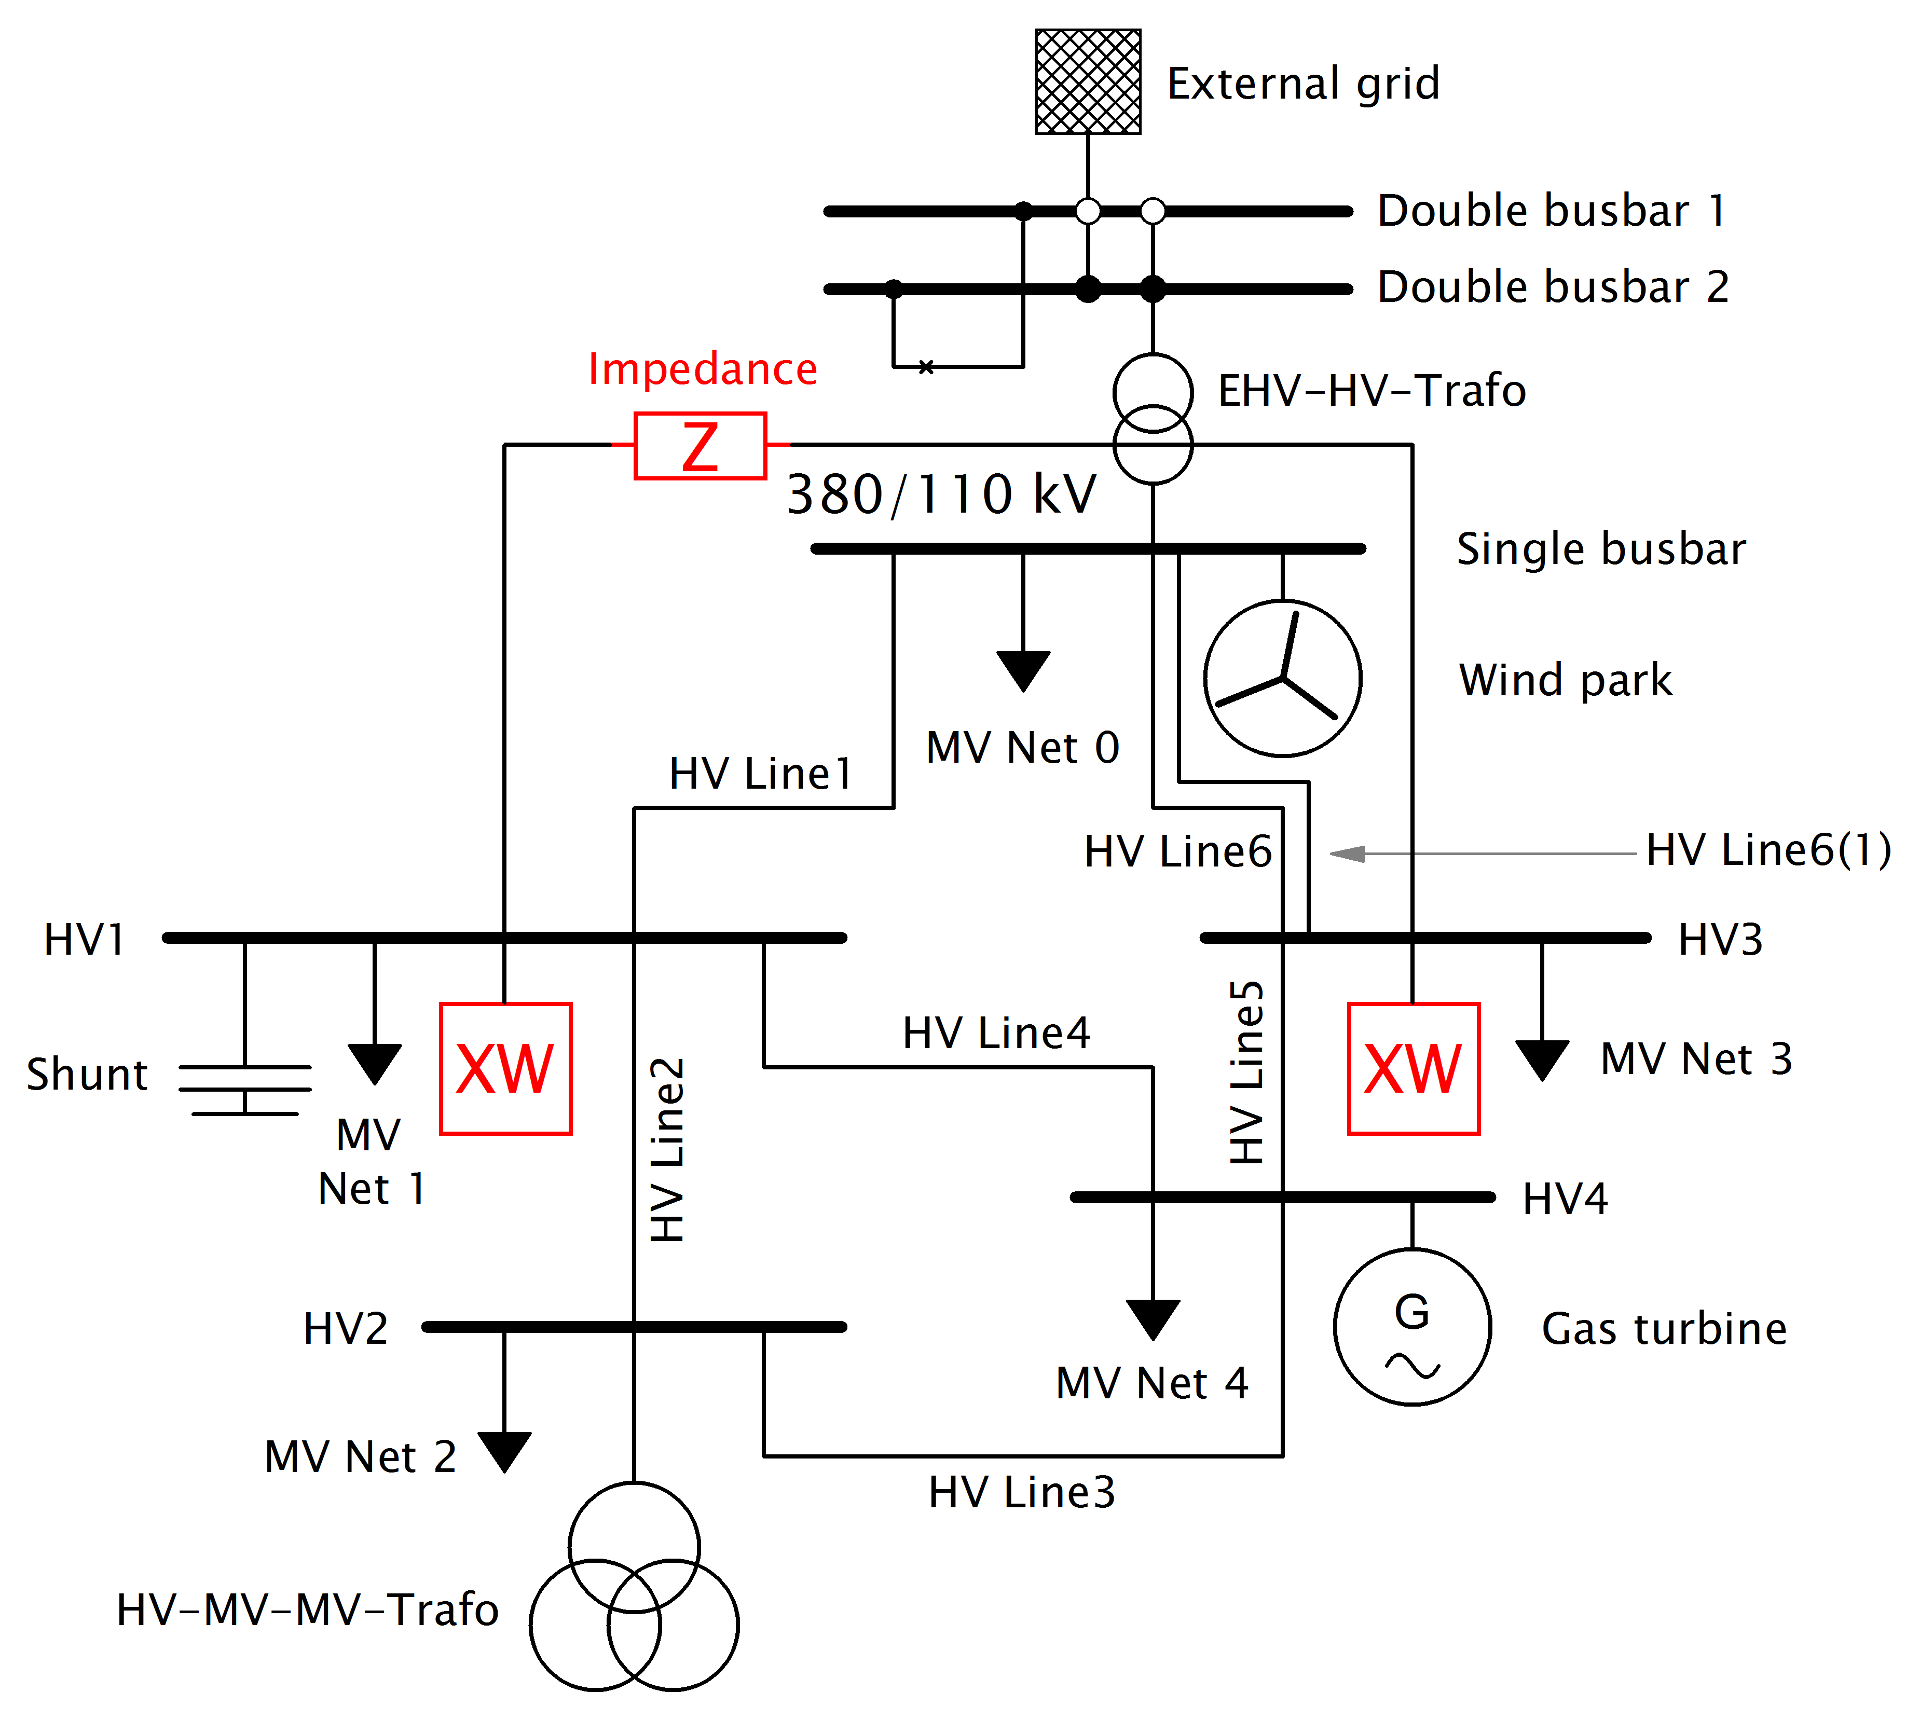 External grid
Double busbar 1
Double busbar 2
Impedance
EHV-HV-Trafo
Z
380/110 kV
Single busbar
Wind park
MV Net 0
HV Line1
HV Line6
HV Line6(1)
HV1
HV3
HV Line5
HV Line4
Shunt
XW
XW
MV Net 3
MV
Net 1
HV Line2
HV4
HV2
G
Gas turbine
MV Net 4
MV Net 2
HV Line3
HV-MV-MV-Trafo